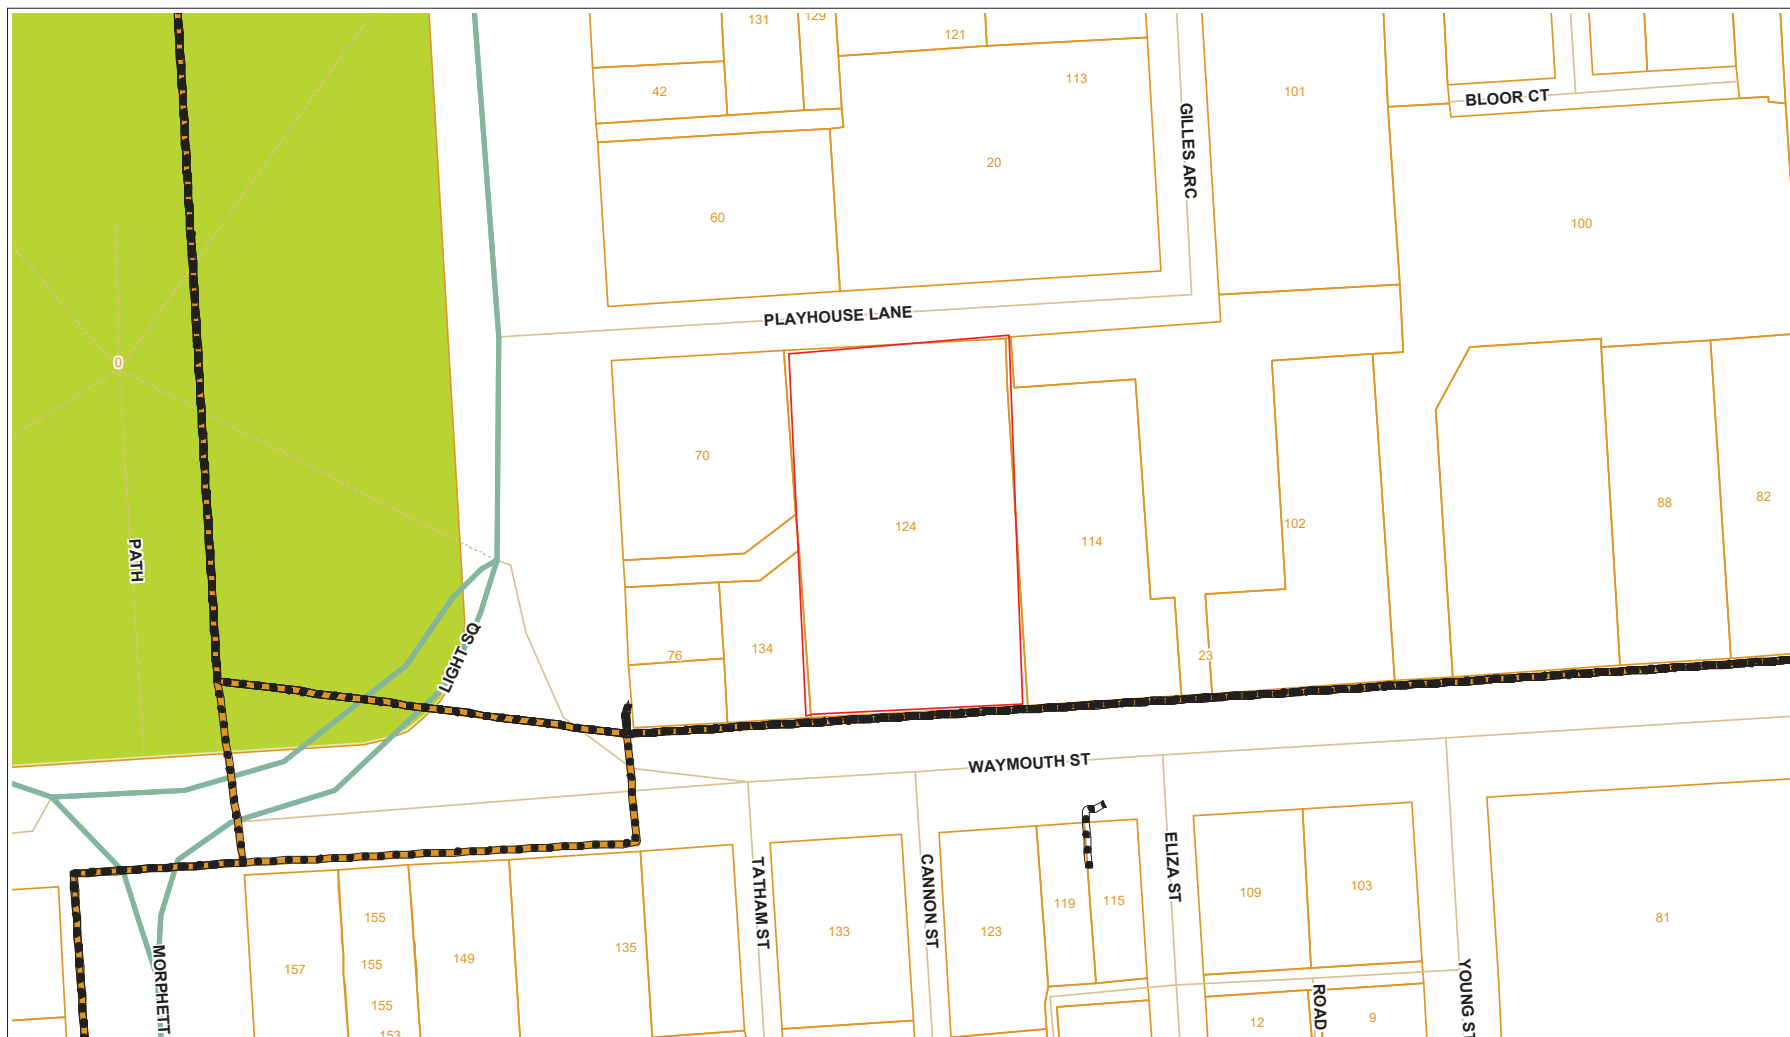 131
129
121
113
42
101
BLOOR CT
GILLES ARC
20
60
100
PLAYHOUSE LANE
0
70
124
114
102
88
82
PATH
LIGHT SQ
76
134
23
WAYMOUTH ST
TATHAM ST
CANNON ST
ELIZA ST
119
115
109
103
133
123
81
155
155
155
153
157
149
135
MORPHETT
ROAD
YOUNG ST
12
9